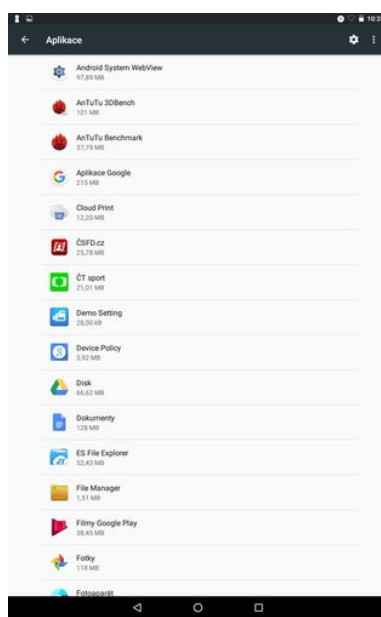 10:3
Aplikace
Android System WebView
97,89 MB
AnTuTu 3DBench
101 MB
AnTuTu Benchmark
37,79 MB
Aplikace Google
215 MB
Cloud Print
12,20 MB
ČSFD.cz
25,78 MB
ČT sport
21,01 MB
Demo Setting
28,00 kB
Device Policy
3,92 MB
Disk
66,62 MB
Dokumenty
128 MB
ES File Explorer
52,43 MB
File Manager
1,51 MB
Filmy Google Play
38,45 MB
Fotky
118 MB
Fotoaparát